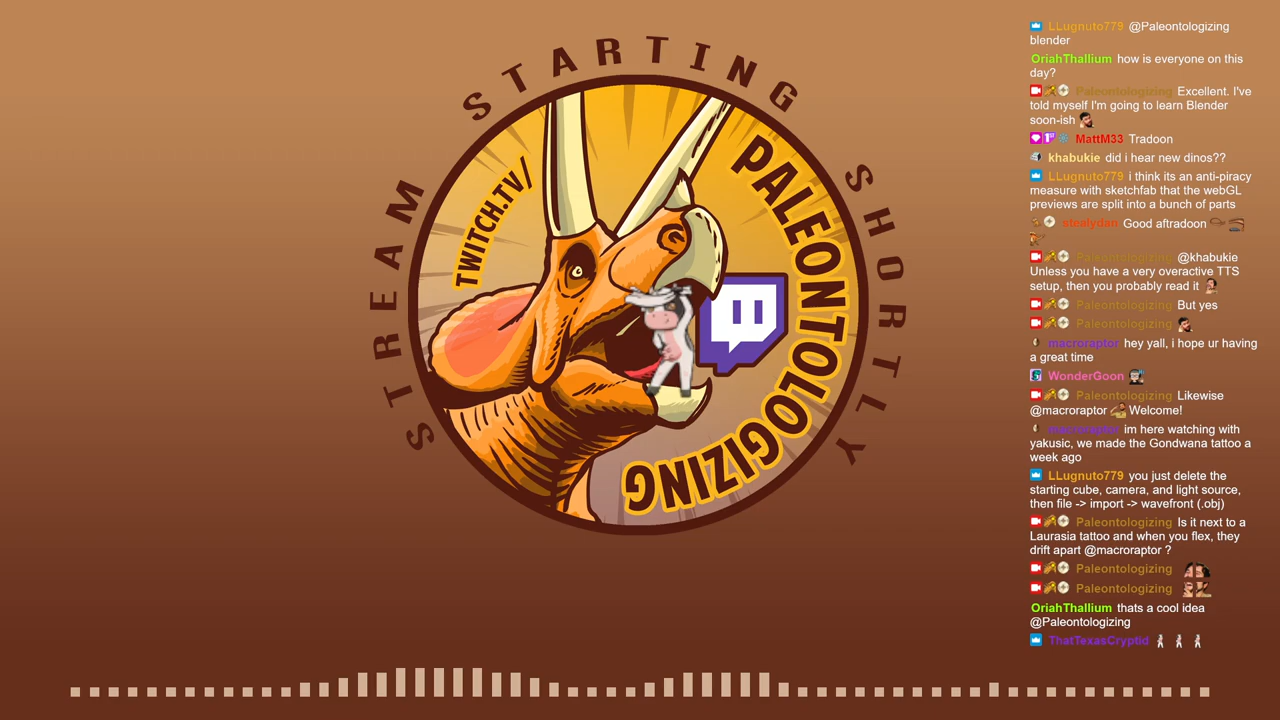 STREAM STARTING SHORTLY
TWITCH.TV/
PALEONTOLOGIZING
LLugnuto779 @Paleontologizing
blender
OriahThallium how is everyone on this
day?
Paleontologizing Excellent. I've
told myself I'm going to learn Blender
soon-ish
MattM33 Tradoon
khabukie did i hear new dinos??
LLugnuto779 i think its an anti-piracy
measure with sketchfab that the webGL
previews are split into a bunch of parts
stealydan Good aftradoon
Paleontologizing @khabukie
Unless you have a very overactive TTS
setup, then you probably read it
Paleontologizing But yes
Paleontologizing
macroraptor hey yall, i hope ur having
a great time
WonderGoon
Paleontologizing Likewise
@macroraptor Welcome!
macroraptor im here watching with
yakusic, we made the Gondwana tattoo a
week ago
LLugnuto779 you just delete the
starting cube, camera, and light source,
then file -> import -> wavefront (.obj)
Paleontologizing Is it next to a
Laurasia tattoo and when you flex, they
drift apart @macroraptor ?
Paleontologizing
Paleontologizing
OriahThallium thats a cool idea
@Paleontologizing
ThatTexasCryptid